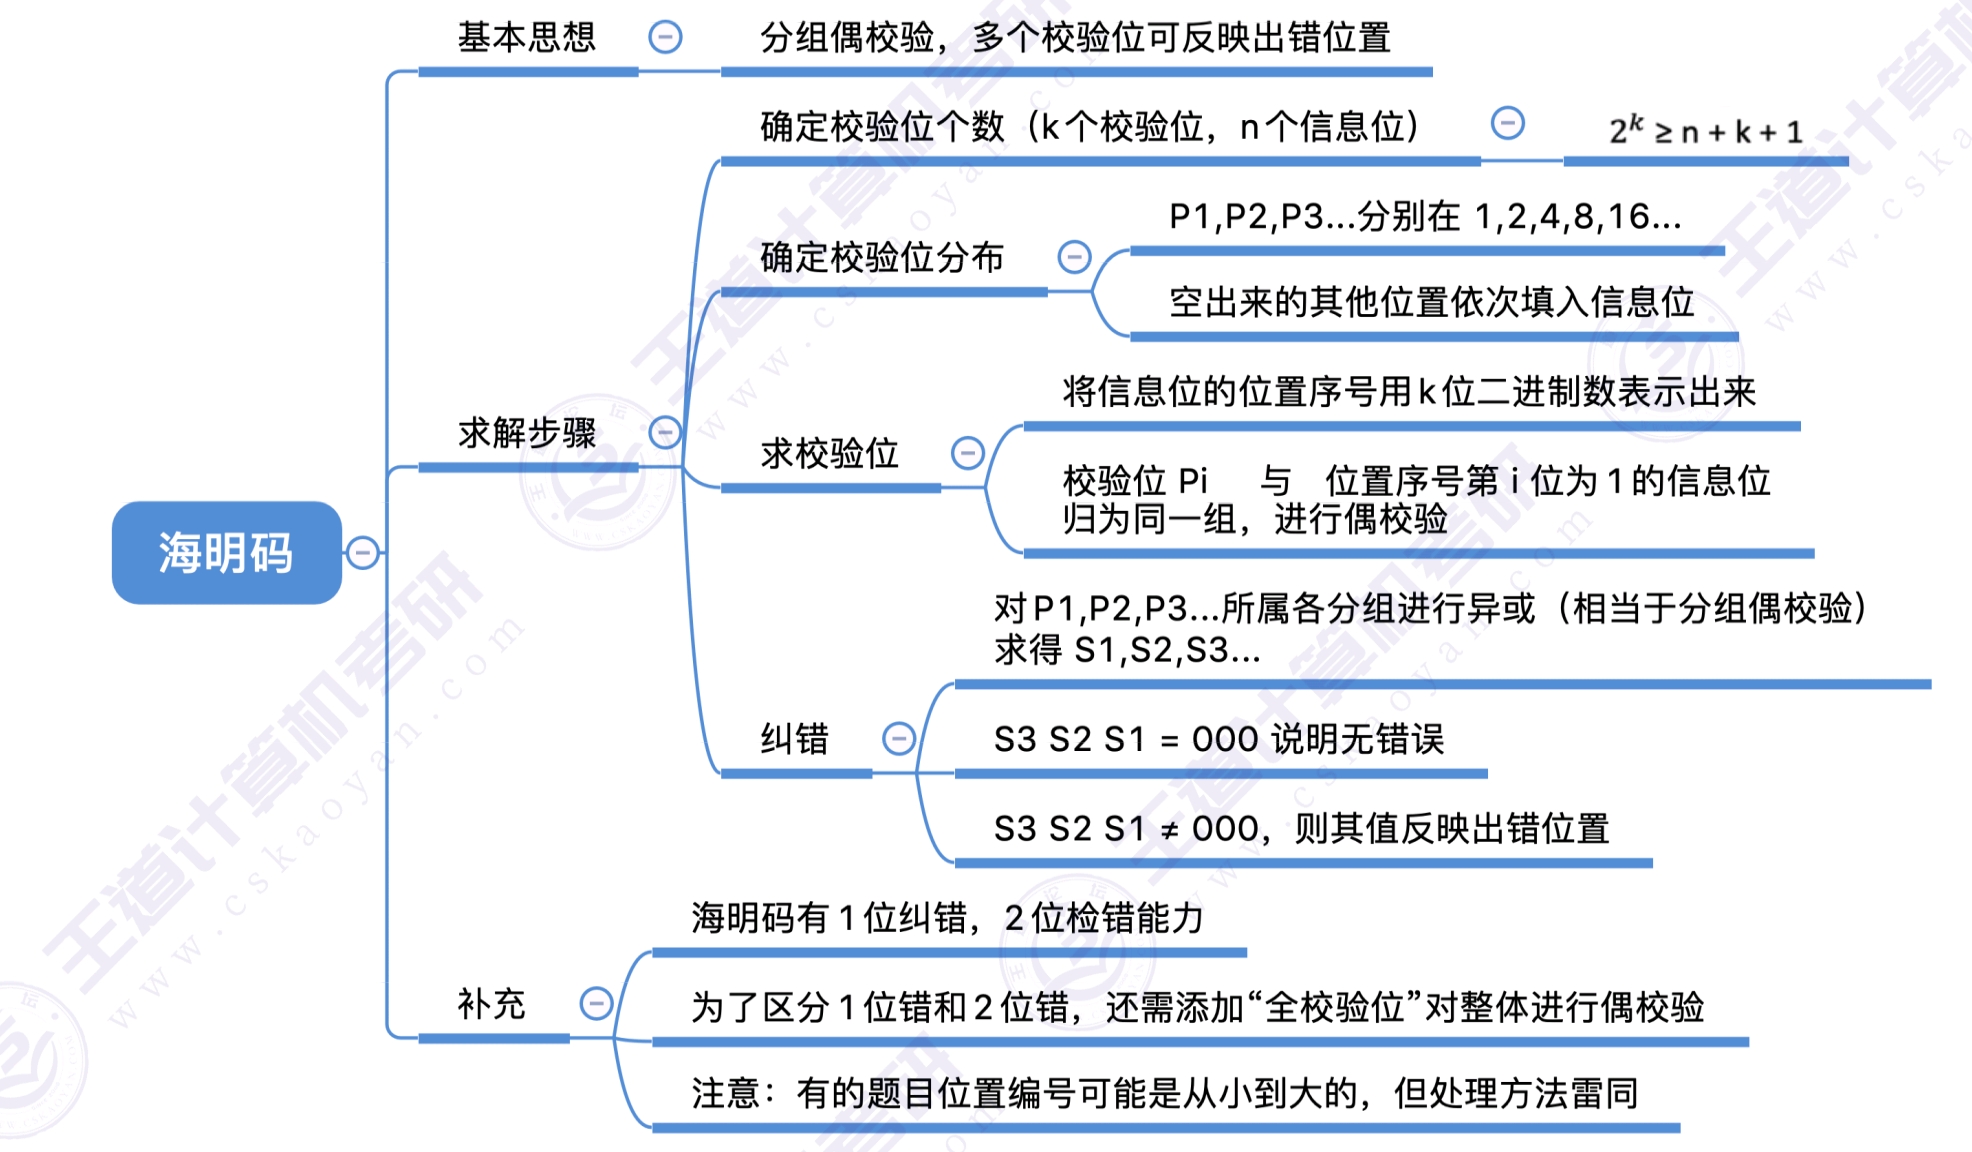 基本思想
分组偶校验，多个校验位可反映出错位置
确定校验位个数（k个校验位，n个信息位）
2^k ≥ n + k + 1
确定校验位分布
P1,P2,P3...分别在 1,2,4,8,16...
空出来的其他位置依次填入信息位
求解步骤
求校验位
将信息位的位置序号用k位二进制数表示出来
校验位 Pi 与 位置序号第 i 位为 1 的信息位
归为同一组，进行偶校验
海明码
纠错
对P1,P2,P3...所属各分组进行异或（相当于分组偶校验）
求得 S1,S2,S3...
S3 S2 S1 = 000 说明无错误
S3 S2 S1 ≠ 000，则其值反映出错位置
补充
海明码有 1 位纠错，2 位检错能力
为了区分 1 位错和 2 位错，还需添加“全校验位”对整体进行偶校验
注意：有的题目位置编号可能是从小到大的，但处理方法雷同
王道计算机考研
www.cskaoyan.com